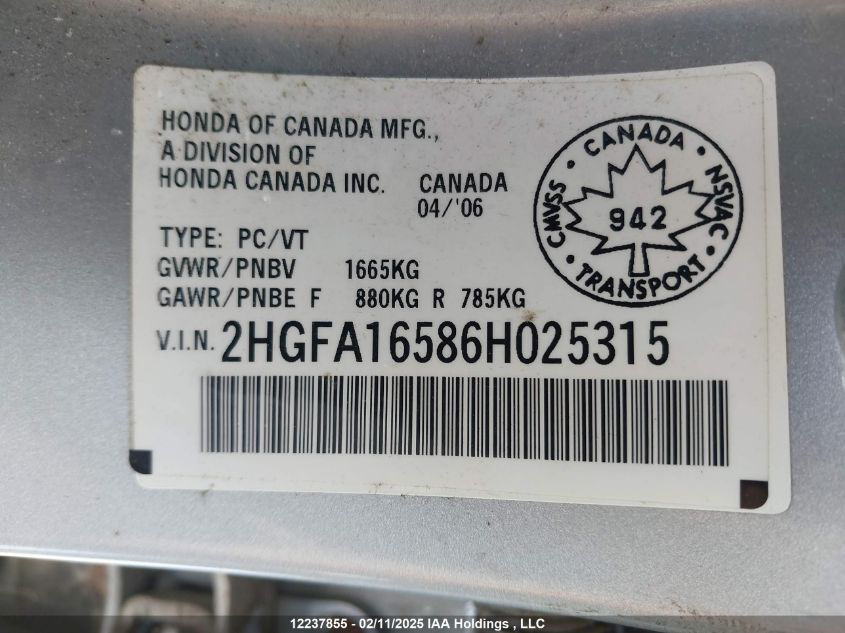 HONDA OF CANADA MFG.,
A DIVISION OF
HONDA CANADA INC. CANADA
04/'06
TYPE: PC/VT
GVWR/PNBV 1665KG
GAWR/PNBE F 880KG R 785KG
V.I.N. 2HGFA16586H025315
CANADA
CMVSS
NSVAC
942
TRANSPORT
12237855 - 02/11/2025 IAA Holdings, LLC